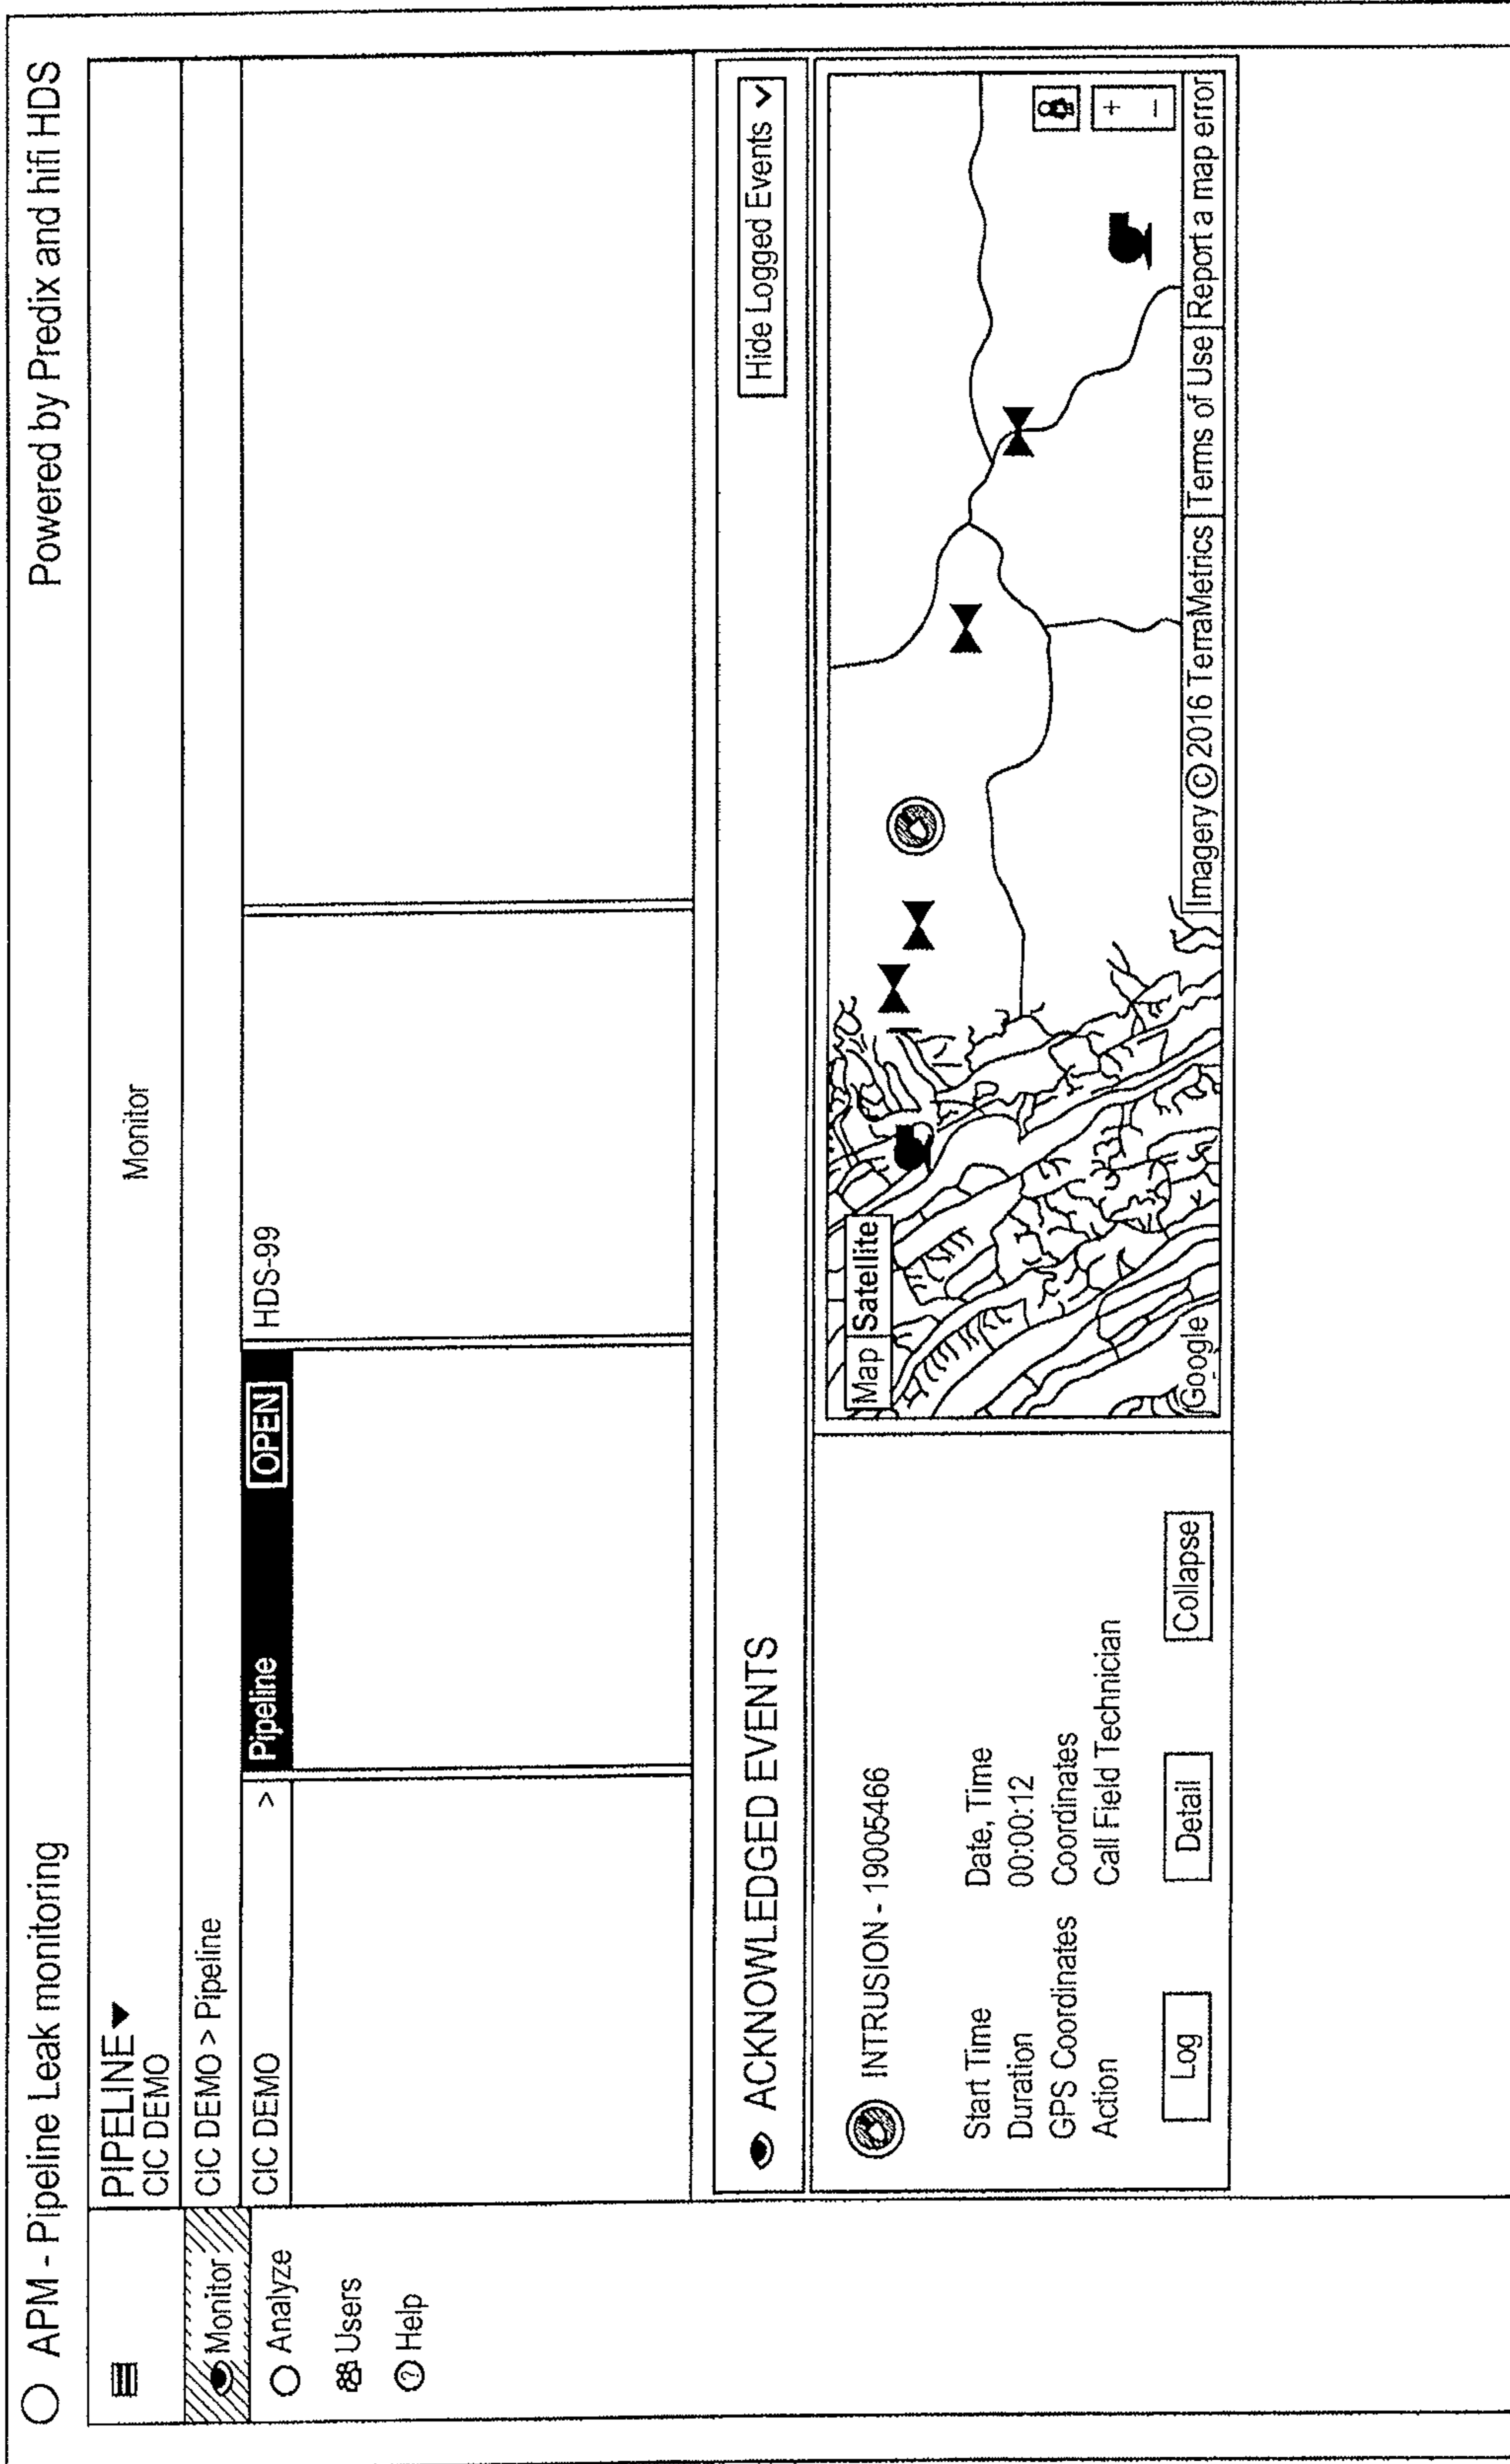 APM - Pipeline Leak monitoring
Powered by Predix and hifi HDS
PIPELINE
CIC DEMO
Monitor
Monitor
CIC DEMO > Pipeline
Analyze
Users
Help
CIC DEMO >
Pipeline OPEN
HDS-99
ACKNOWLEDGED EVENTS
Hide Logged Events
INTRUSION - 19005466
Start Time Date, Time
Duration 00:00:12
GPS Coordinates Coordinates
Action Call Field Technician
Log Detail Collapse
Map Satellite
+
−
Google
Imagery © 2016 TerraMetrics Terms of Use Report a map error